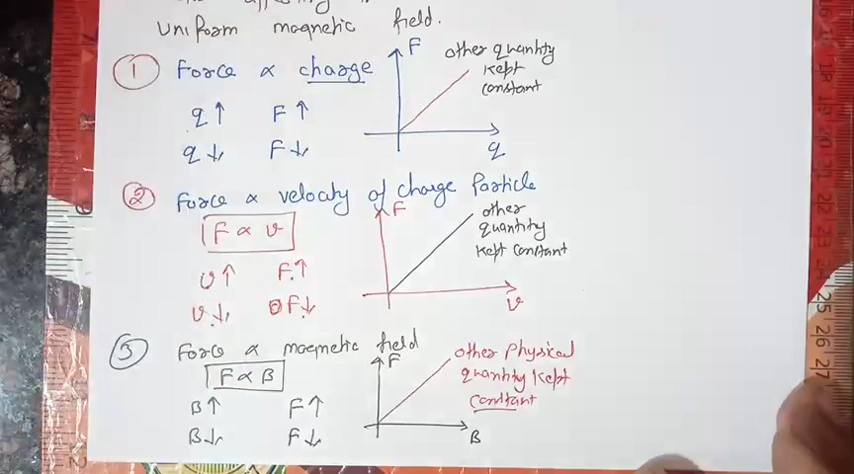 uniform magnetic field.
① Force ∝ charge
F
other quantity
kept
constant
q↑ F↑
q↓ F↓
q
② Force ∝ velocity of charge Particle
F ∝ v
F
other
quantity
kept constant
v↑ F↑
v↓ F↓
v
③ Force ∝ magnetic field
F ∝ B
F
other Physical
quantity kept
constant
B↑ F↑
B↓ F↓
B